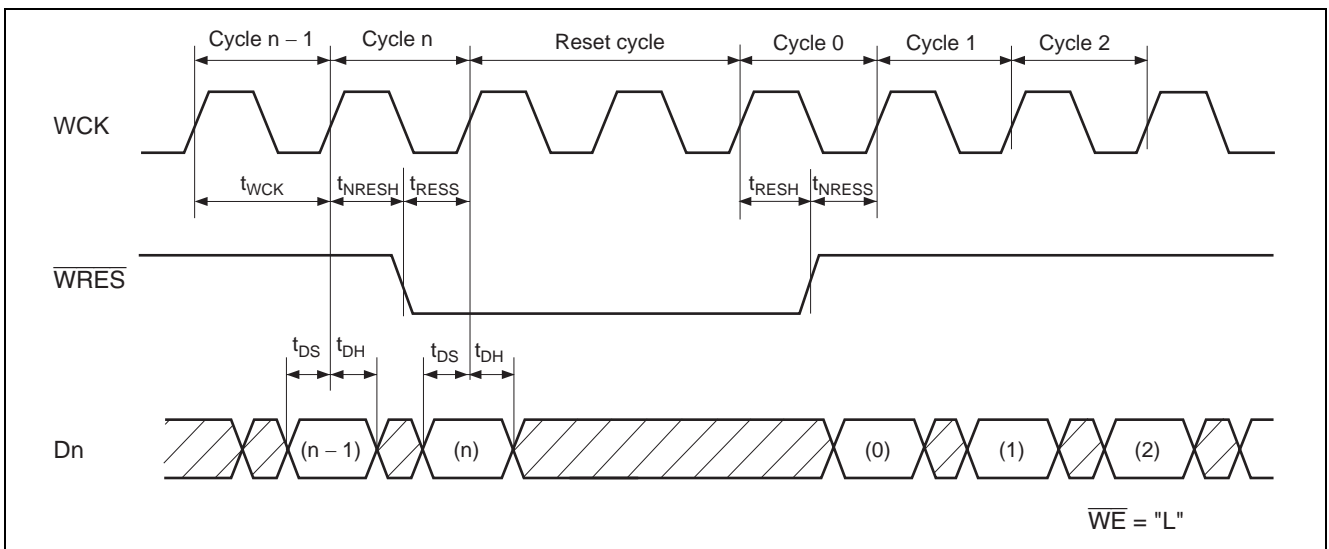 Cycle n – 1 Cycle n Reset cycle Cycle 0 Cycle 1 Cycle 2
WCK
tWCK tNRESH tRESS tRESH tNRESS
WRES
tDS tDH tDS tDH
Dn (n – 1) (n) (0) (1) (2)
WE = "L"